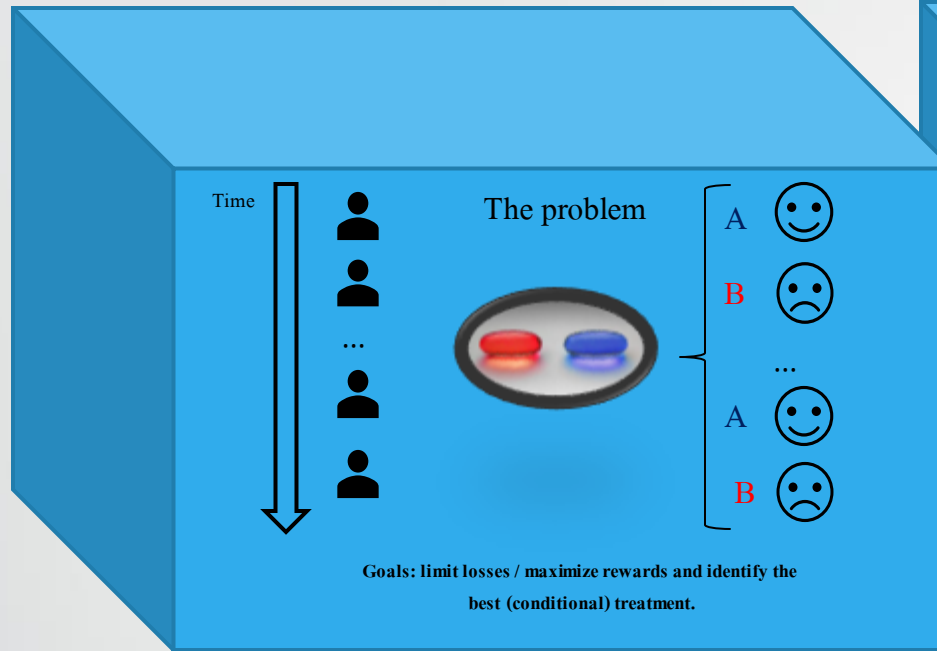 Time
The problem
A
B
...
...
A
B
Goals: limit losses / maximize rewards and identify the
best (conditional) treatment.